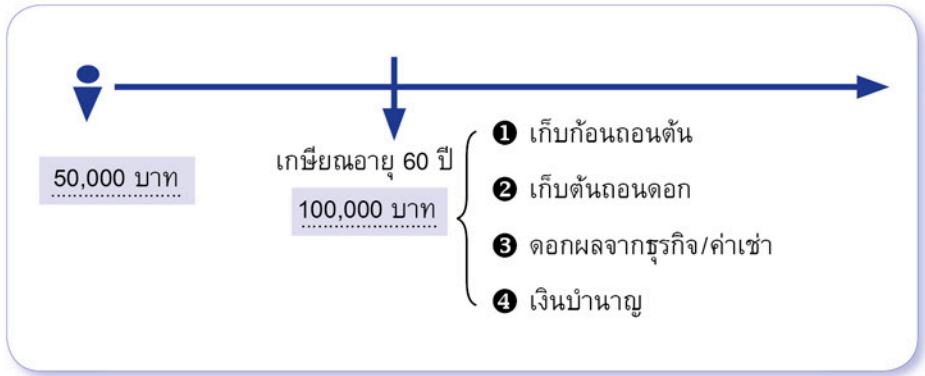 50,000 บาท
เกษียณอายุ 60 ปี
100,000 บาท
❶ เก็บก้อนถอนต้น
❷ เก็บต้นถอนดอก
❸ ดอกผลจากธุรกิจ/ค่าเช่า
❹ เงินบำนาญ